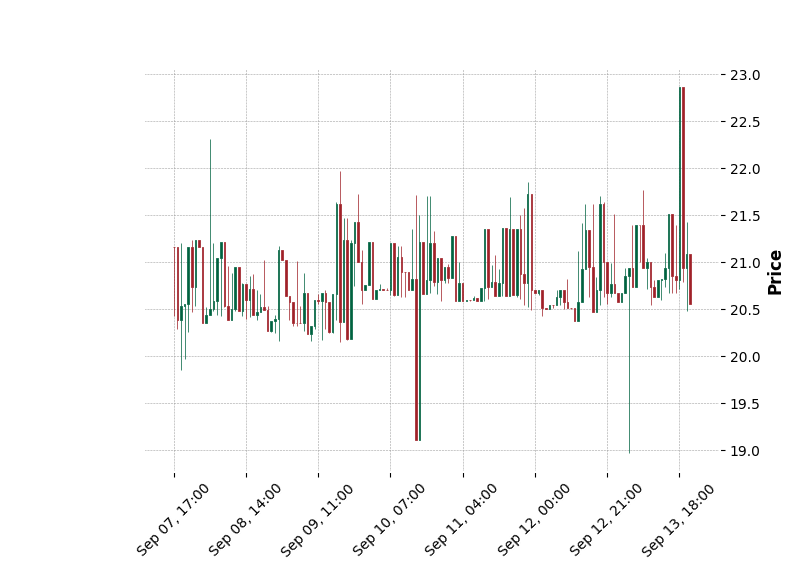 23.0
22.5
22.0
21.5
21.0
20.5
20.0
19.5
19.0
Price
Sep 07, 17:00
Sep 08, 14:00
Sep 09, 11:00
Sep 10, 07:00
Sep 11, 04:00
Sep 12, 00:00
Sep 12, 21:00
Sep 13, 18:00